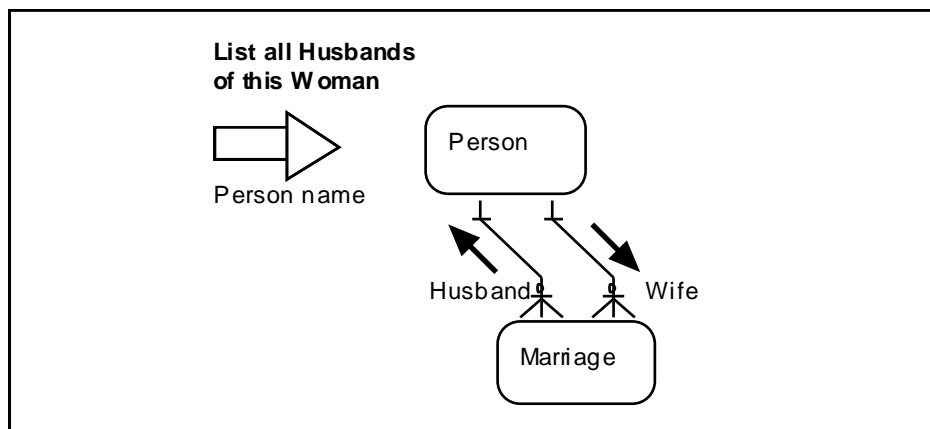 List all Husbands
of this Woman
Person name
Person
Husband
Wife
Marriage